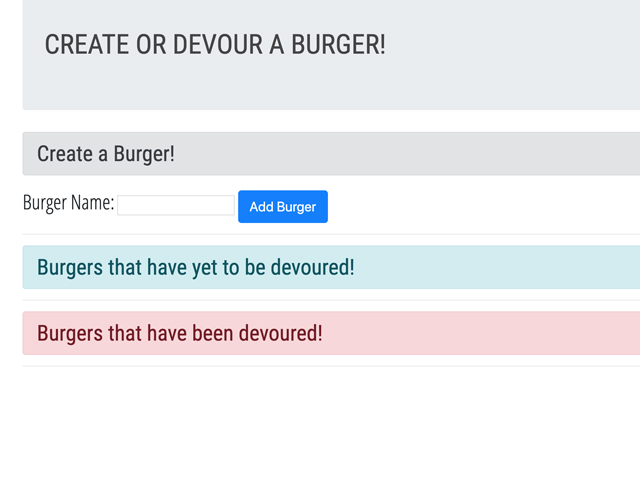 CREATE OR DEVOUR A BURGER!
Create a Burger!
Burger Name: Add Burger
Burgers that have yet to be devoured!
Burgers that have been devoured!